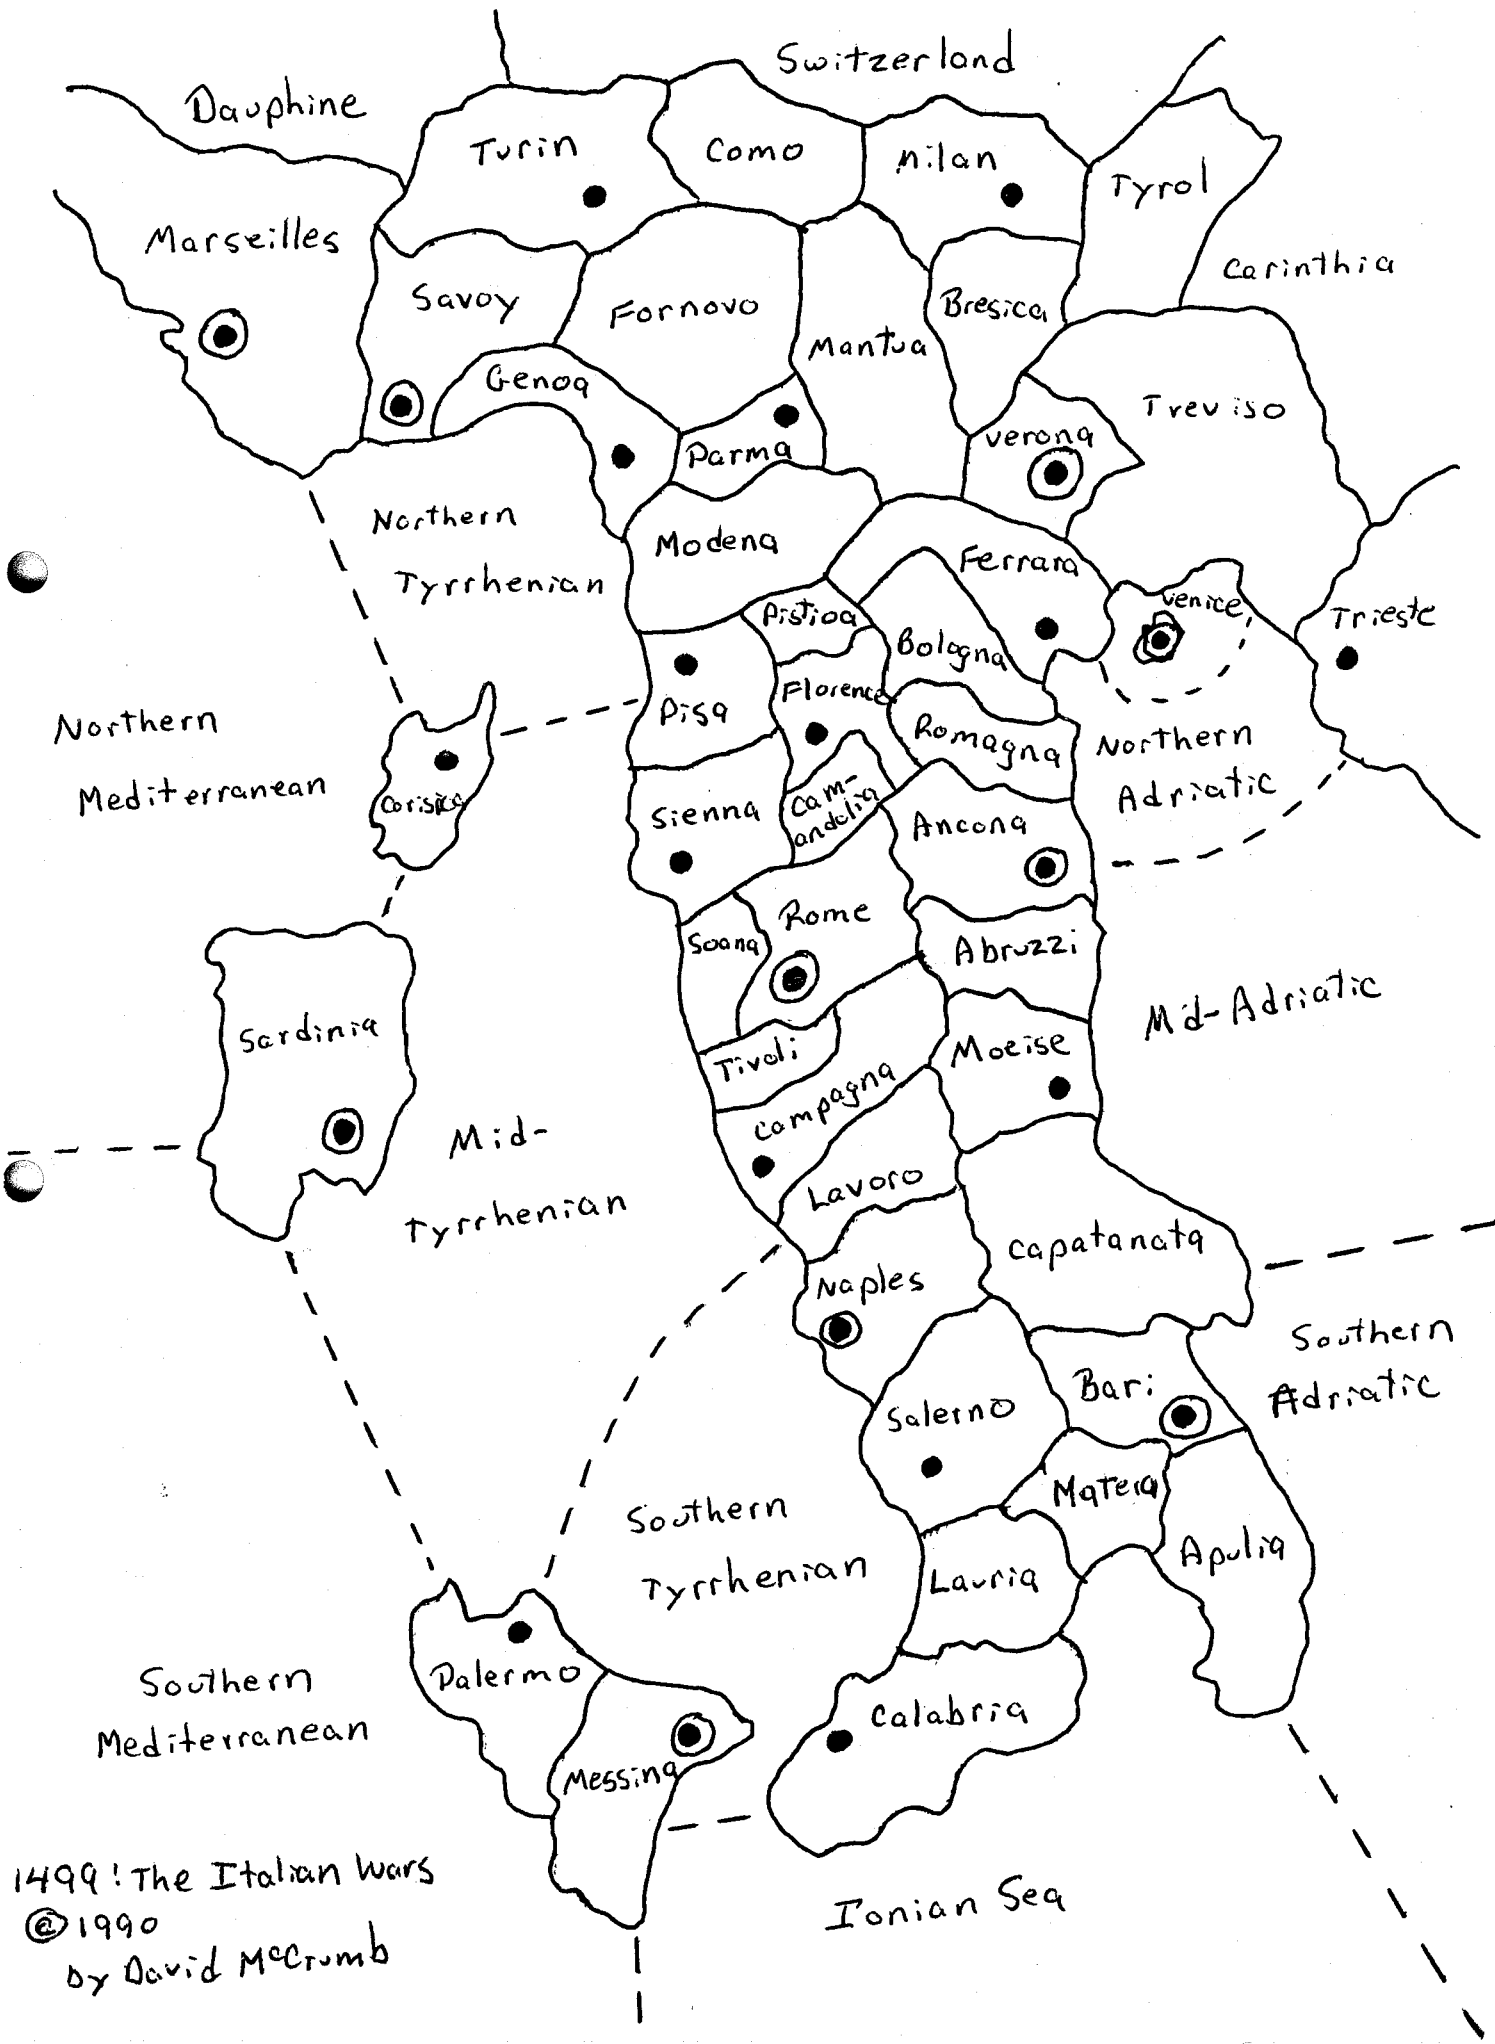 Switzerland
Dauphine
Turin
Como
Milan
Tyrol
Marseilles
Carinthia
Savoy
Fornovo
Bresica
Mantua
Genoa
Treviso
Verona
Parma
Northern
Tyrrhenian
Modena
Ferrara
Venice
Pistioa
Trieste
Bologna
Florence
Pisa
Northern
Mediterranean
Romagna
Northern
Adriatic
Corisica
Sienna
Cam-
andolia
Ancona
Rome
Soana
Abruzzi
Mid-Adriatic
Sardinia
Tivoli
Moeise
Campagna
Mid-
Tyrrhenian
Lavoro
Capatanata
Naples
Southern
Adriatic
Bari
Salerno
Matera
Southern
Tyrrhenian
Lauria
Apulia
Palermo
Southern
Mediterranean
Calabria
Messina
1499! The Italian Wars
@1990
by David McCrumb
Ionian Sea